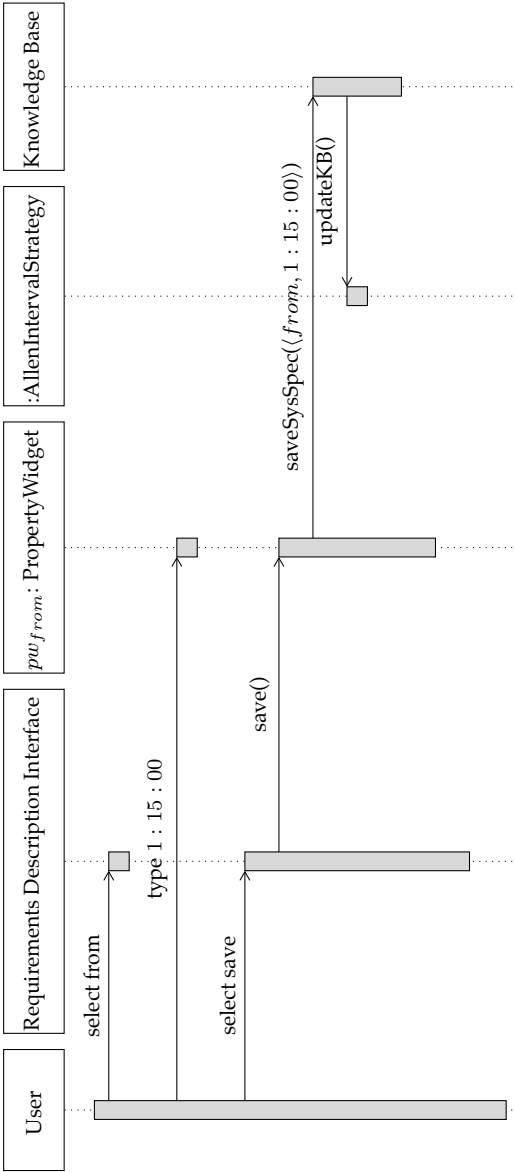 User
Requirements Description Interface
pw_from: PropertyWidget
:AllenIntervalStrategy
Knowledge Base
select from
type 1 : 15 : 00
select save
save()
saveSysSpec(⟨from, 1 : 15 : 00⟩)
updateKB()